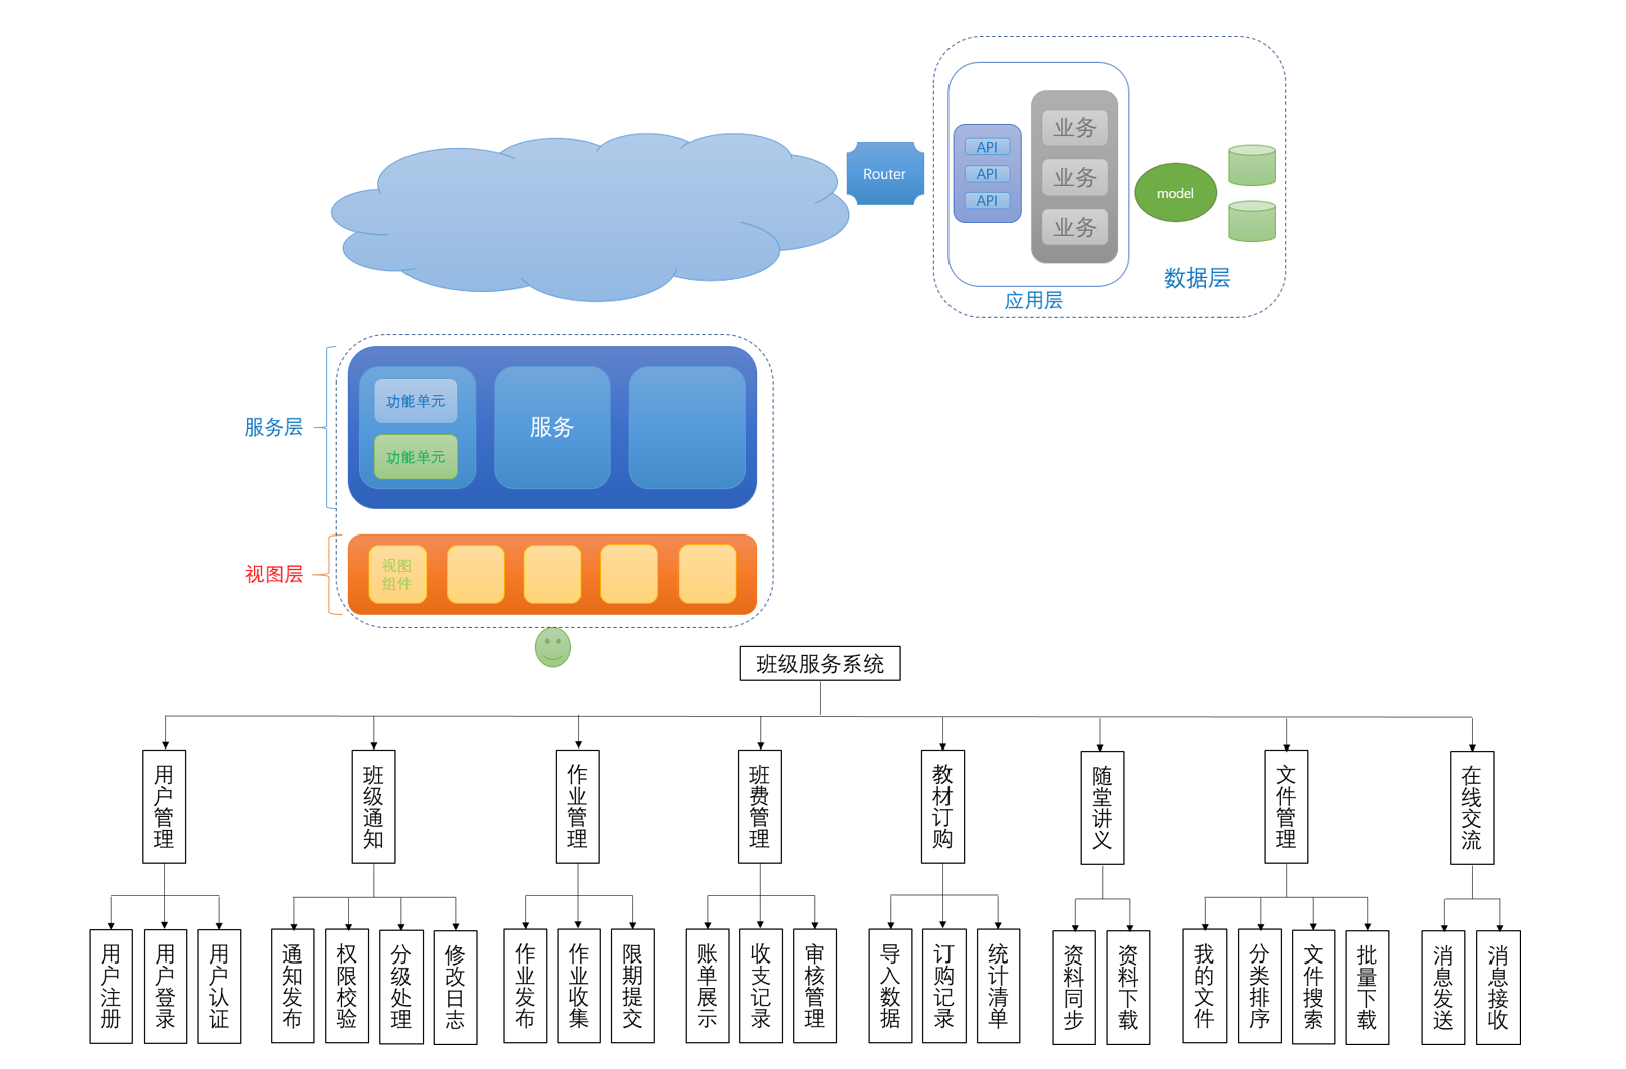 Router
API
API
API
业务
业务
业务
model
数据层
应用层
服务层
功能单元
功能单元
服务
视图层
视图
组件
班级服务系统
用户管理
班级通知
作业管理
班费管理
教材订购
随堂讲义
文件管理
在线交流
用户注册
用户登录
用户认证
通知发布
权限校验
分级处理
修改日志
作业发布
作业收集
限期提交
账单展示
收支记录
审核管理
导入数据
订购记录
统计清单
资料同步
资料下载
我的文件
分类排序
文件搜索
批量下载
消息发送
消息接收